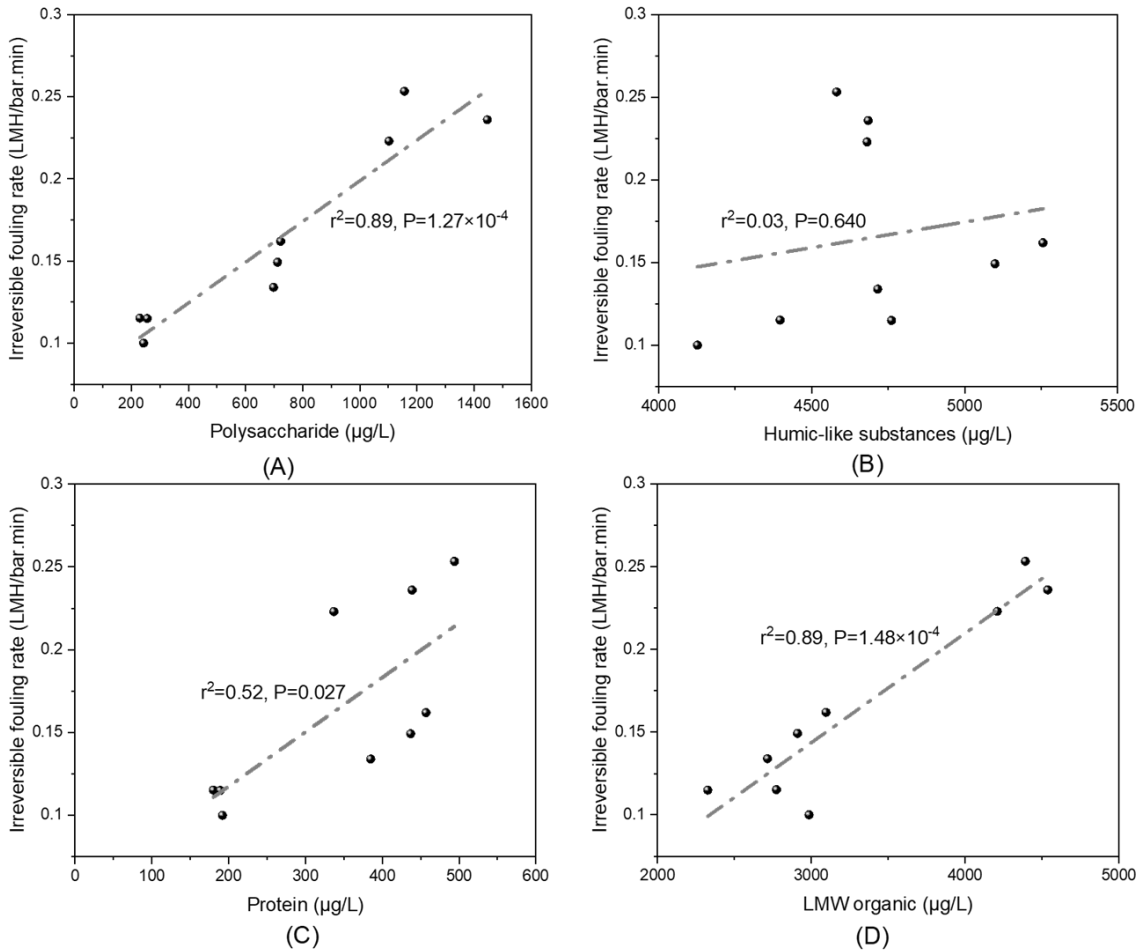 0.3
0.25
0.2
0.15
0.1
Irreversible fouling rate (LMH/bar.min)
r²=0.89, P=1.27×10⁻⁴
0 200 400 600 800 1000 1200 1400 1600
Polysaccharide (µg/L)
(A)
0.3
0.25
0.2
0.15
0.1
Irreversible fouling rate (LMH/bar.min)
r²=0.03, P=0.640
4000 4500 5000 5500
Humic-like substances (µg/L)
(B)
0.3
0.25
0.2
0.15
0.1
Irreversible fouling rate (LMH/bar.min)
r²=0.52, P=0.027
0 100 200 300 400 500 600
Protein (µg/L)
(C)
0.3
0.25
0.2
0.15
0.1
Irreversible fouling rate (LMH/bar.min)
r²=0.89, P=1.48×10⁻⁴
2000 3000 4000 5000
LMW organic (µg/L)
(D)